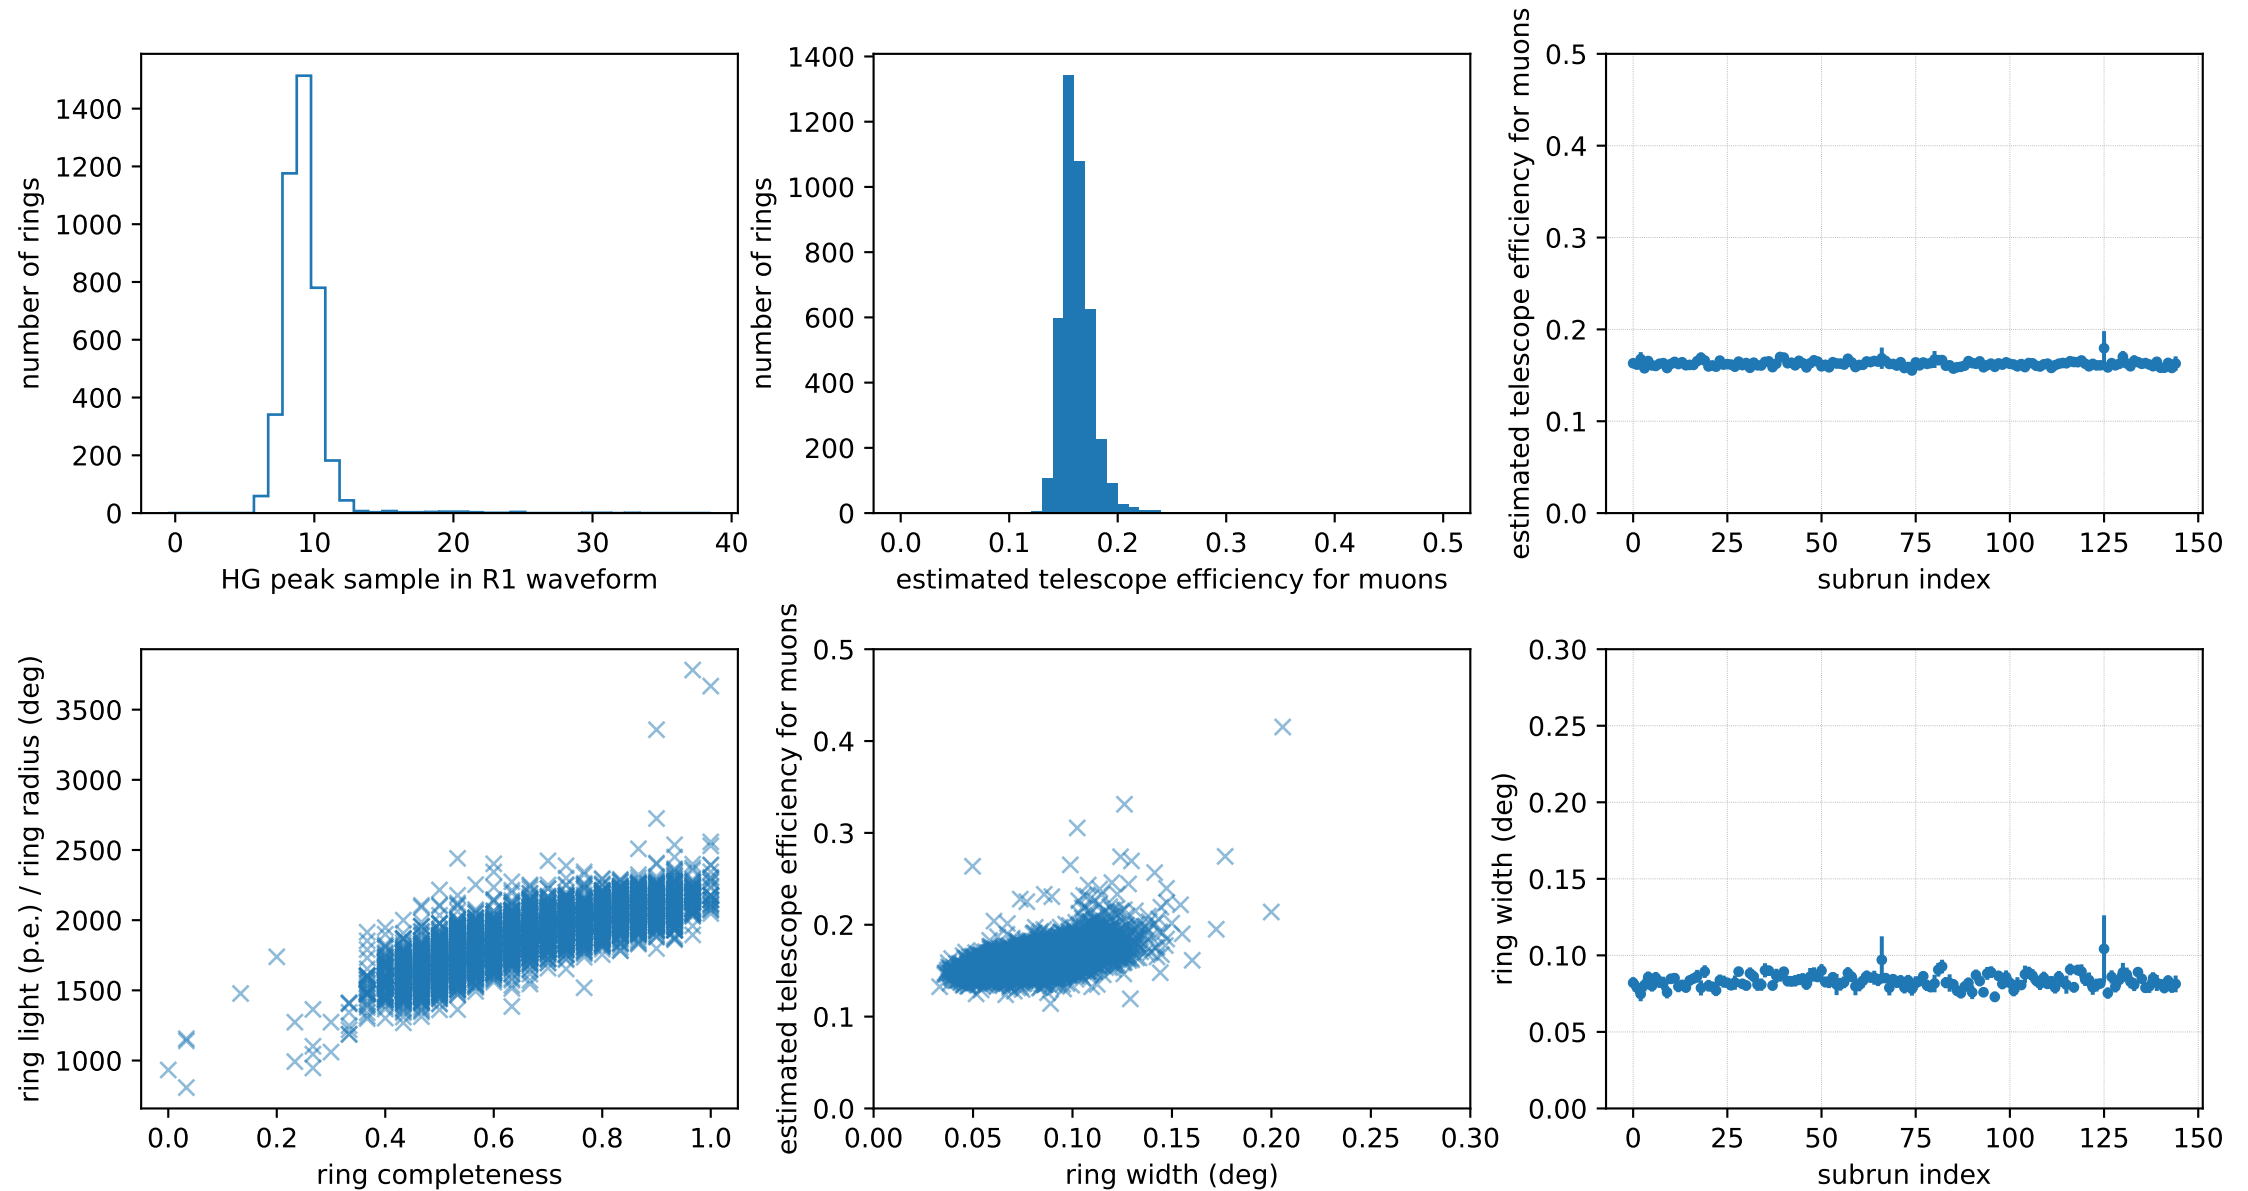 number of rings
1400
1200
1000
800
600
400
200
0
0 10 20 30 40
HG peak sample in R1 waveform
number of rings
1400
1200
1000
800
600
400
200
0
0.0 0.1 0.2 0.3 0.4 0.5
estimated telescope efficiency for muons
estimated telescope efficiency for muons
0.5
0.4
0.3
0.2
0.1
0.0
0 25 50 75 100 125 150
subrun index
ring light (p.e.) / ring radius (deg)
3500
3000
2500
2000
1500
1000
0.0 0.2 0.4 0.6 0.8 1.0
ring completeness
estimated telescope efficiency for muons
0.5
0.4
0.3
0.2
0.1
0.0
0.00 0.05 0.10 0.15 0.20 0.25 0.30
ring width (deg)
ring width (deg)
0.30
0.25
0.20
0.15
0.10
0.05
0.00
0 25 50 75 100 125 150
subrun index